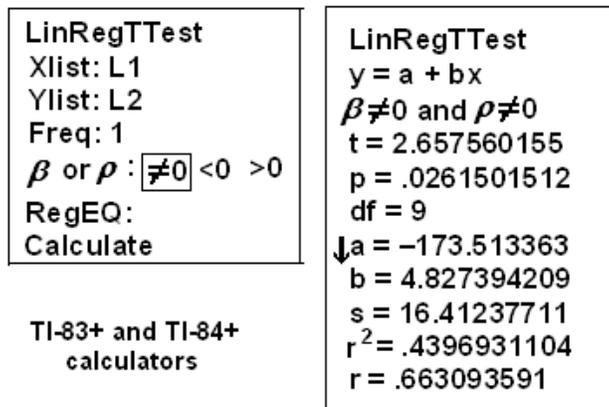 LinRegTTest
Xlist: L1
Ylist: L2
Freq: 1
β or ρ : ≠0 <0 >0
RegEQ:
Calculate
TI-83+ and TI-84+
calculators
LinRegTTest
y = a + bx
β≠0 and ρ≠0
t = 2.657560155
p = .0261501512
df = 9
↓a = –173.513363
b = 4.827394209
s = 16.41237711
r² = .4396931104
r = .663093591